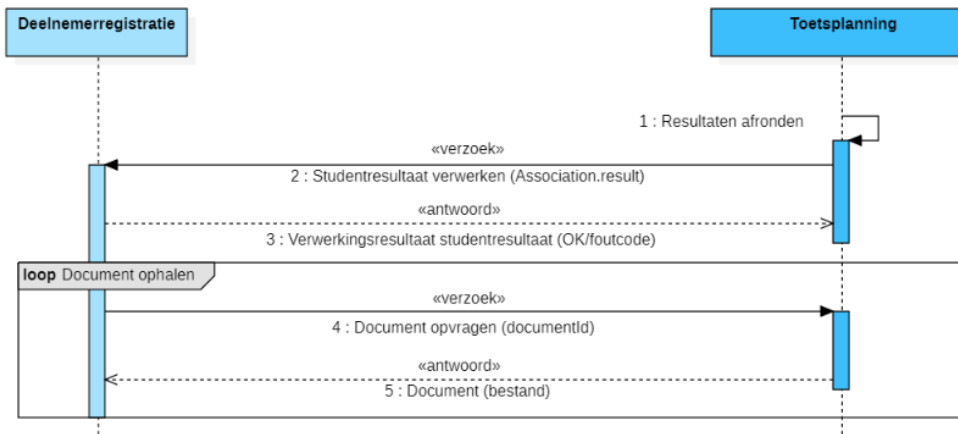 Deelnemerregistratie
Toetsplanning
1 : Resultaten afronden
«verzoek»
2 : Studentresultaat verwerken (Association.result)
«antwoord»
3 : Verwerkingsresultaat studentresultaat (OK/foutcode)
loop Document ophalen
«verzoek»
4 : Document opvragen (documentId)
«antwoord»
5 : Document (bestand)